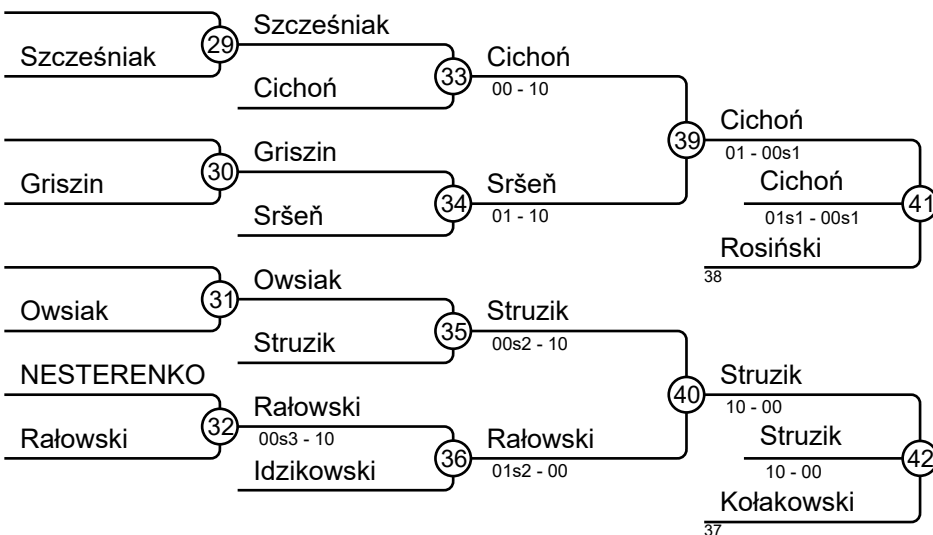 Szcześniak
29
Szcześniak
Cichoń
33
Cichoń
00 - 10
Griszin
30
Griszin
Sršeň
34
Sršeň
01 - 10
39
Cichoń
01 - 00s1
Cichoń
01s1 - 00s1
41
Rosiński
38
Owsiak
31
Owsiak
Struzik
35
Struzik
00s2 - 10
NESTERENKO
Rałowski
32
Rałowski
00s3 - 10
Idzikowski
36
Rałowski
01s2 - 00
40
Struzik
10 - 00
Struzik
10 - 00
42
Kołakowski
37